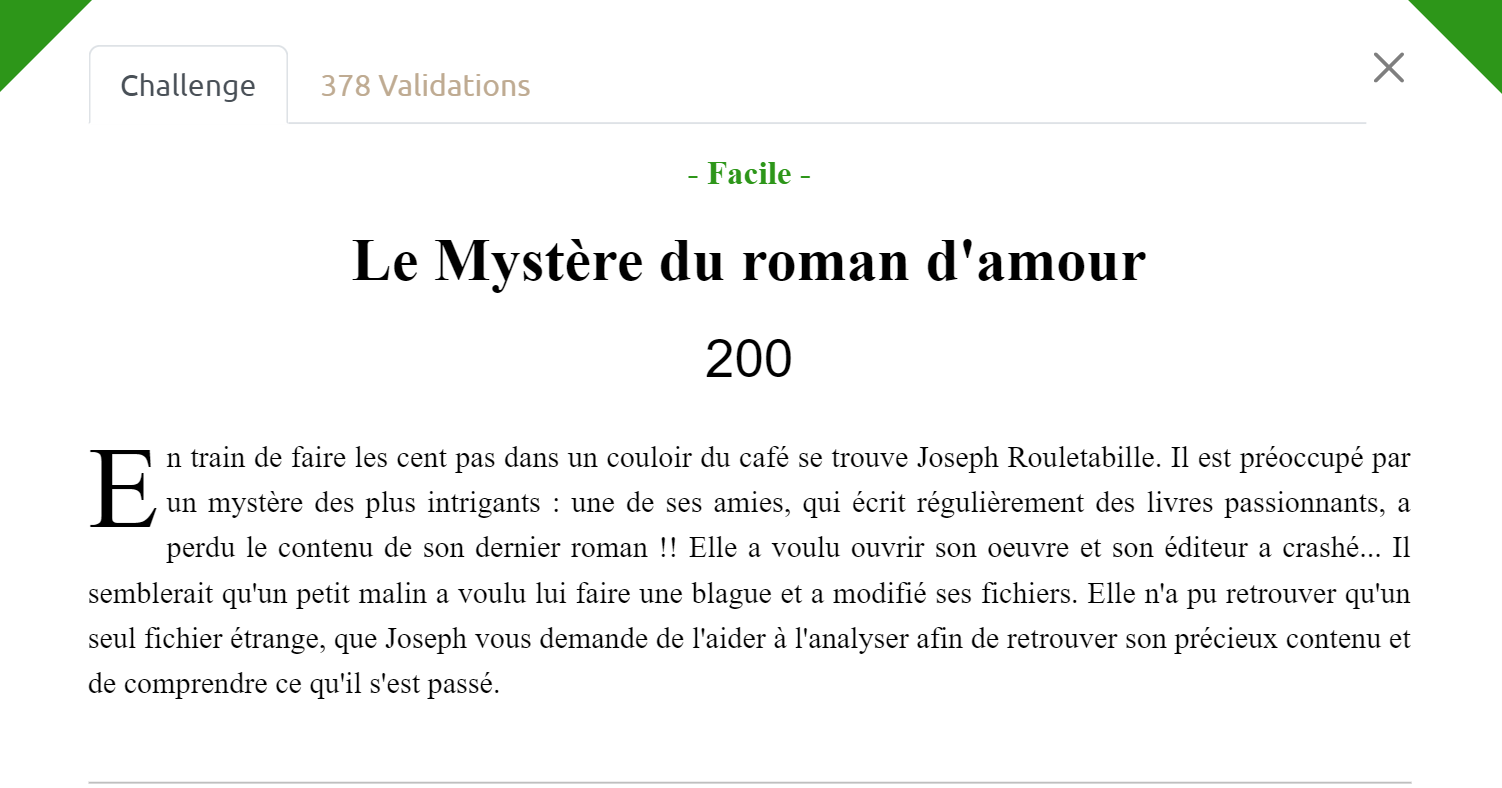 Challenge
378 Validations
- Facile -
Le Mystère du roman d'amour
200
En train de faire les cent pas dans un couloir du café se trouve Joseph Rouletabille. Il est préoccupé par
un mystère des plus intrigants : une de ses amies, qui écrit régulièrement des livres passionnants, a
perdu le contenu de son dernier roman !! Elle a voulu ouvrir son oeuvre et son éditeur a crashé... Il
semblerait qu'un petit malin a voulu lui faire une blague et a modifié ses fichiers. Elle n'a pu retrouver qu'un
seul fichier étrange, que Joseph vous demande de l'aider à l'analyser afin de retrouver son précieux contenu et
de comprendre ce qu'il s'est passé.